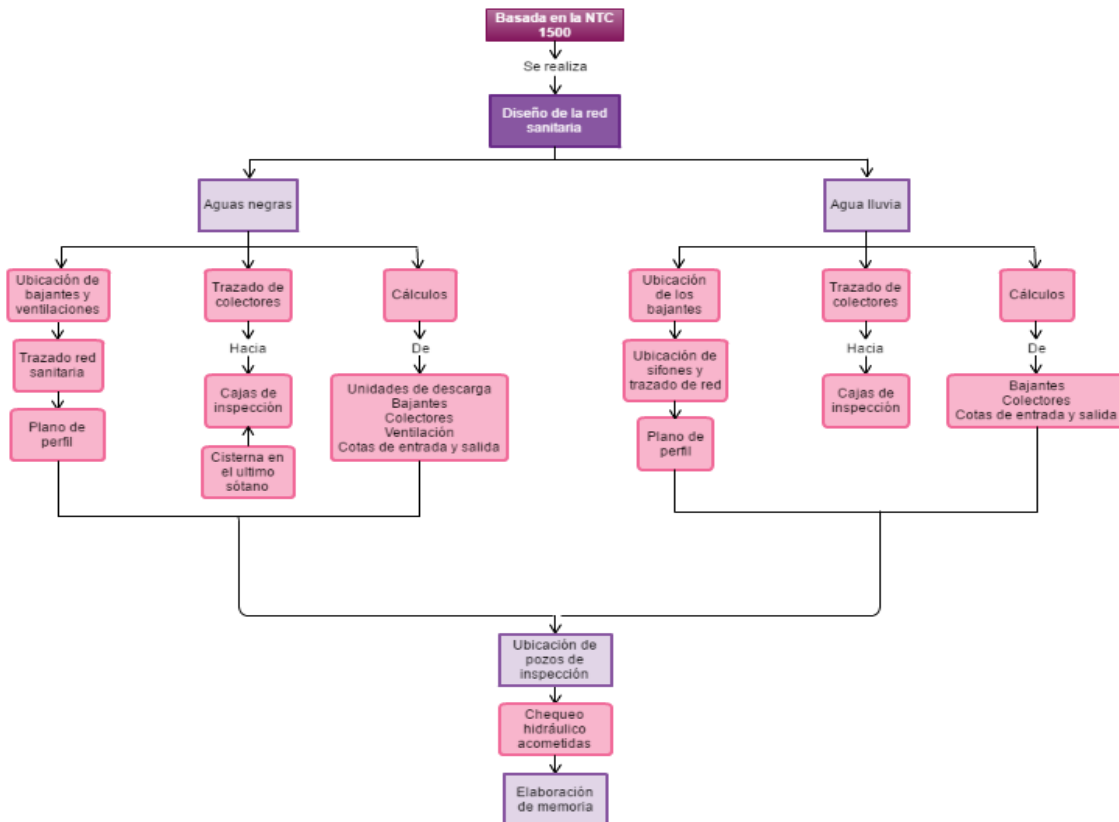 Basada en la NTC
1500
Se realiza
Diseño de la red
sanitaria
Aguas negras
Agua lluvia
Ubicación de
bajantes y
ventilaciones
Trazado de
colectores
Cálculos
Ubicación
de los
bajantes
Trazado de
colectores
Cálculos
Trazado red
sanitaria
Hacia
De
Ubicación de
sifones y
trazado de red
Hacia
De
Plano de
perfil
Cajas de
inspección
Unidades de descarga
Bajantes
Colectores
Ventilación
Cotas de entrada y salida
Plano de
perfil
Cajas de
inspección
Bajantes
Colectores
Cotas de entrada y salida
Cisterna en
el ultimo
sótano
Ubicación de
pozos de
inspección
Chequeo
hidráulico
acometidas
Elaboración
de memoria